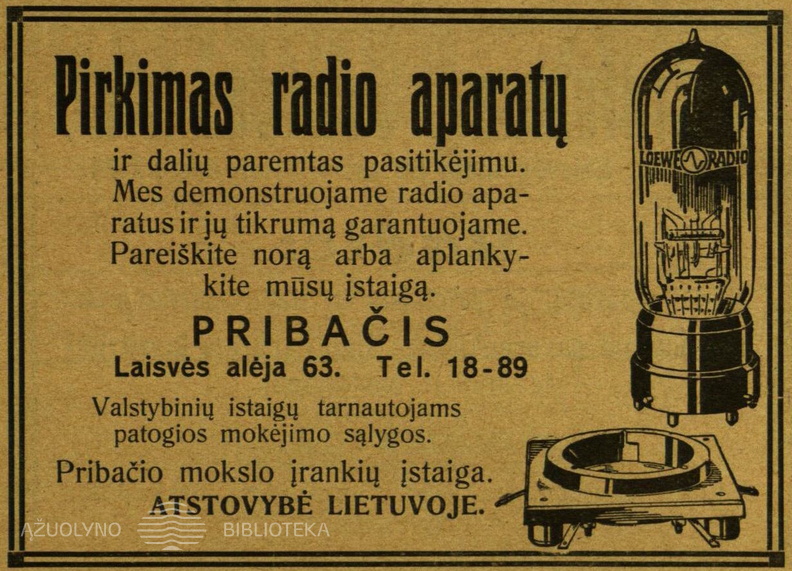 Pirkimas radio aparatų
ir dalių paremtas pasitikėjimu.
Mes demonstruojame radio apa-
ratus ir jų tikrumą garantuojame.
Pareiškite norą arba aplanky-
kite mūsų įstaigą.
PRIBAČIS
Laisvės alėja 63. Tel. 18-89
Valstybinių istaigų tarnautojams
patogios mokėjimo sąlygos.
Pribačio mokslo įrankių įstaiga.
ATSTOVYBĖ LIETUVOJE.
LOEWE RADIO
ĄŽUOLYNO BIBLIOTEKA